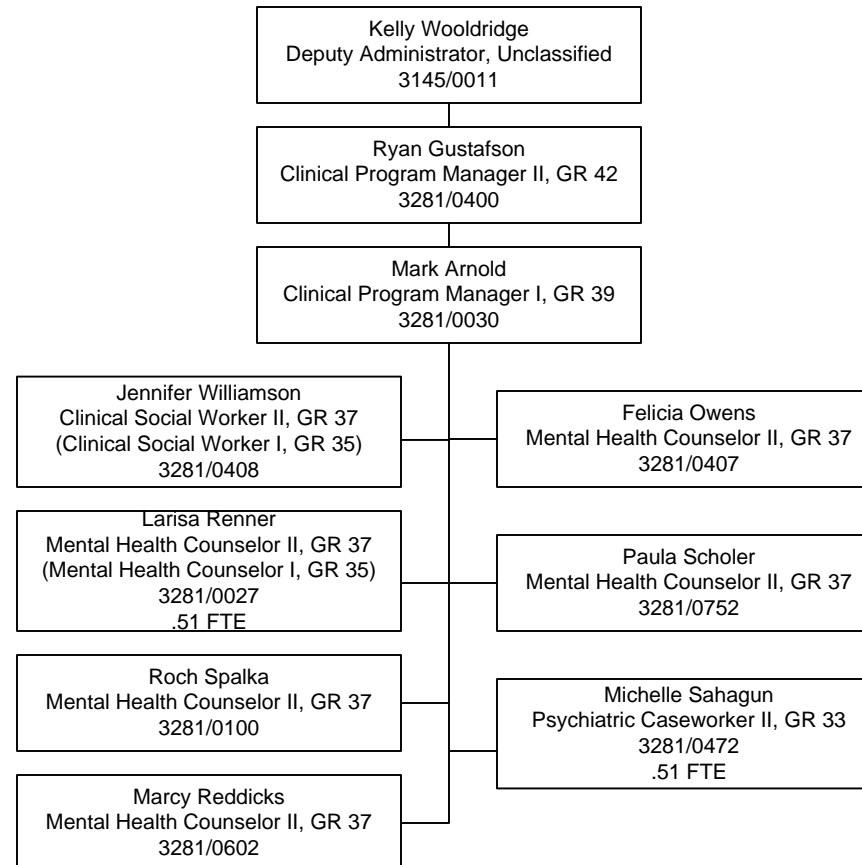 Kelly Wooldridge
Deputy Administrator, Unclassified
3145/0011
Ryan Gustafson
Clinical Program Manager II, GR 42
3281/0400
Mark Arnold
Clinical Program Manager I, GR 39
3281/0030
Jennifer Williamson
Clinical Social Worker II, GR 37
(Clinical Social Worker I, GR 35)
3281/0408
Felicia Owens
Mental Health Counselor II, GR 37
3281/0407
Larisa Renner
Mental Health Counselor II, GR 37
(Mental Health Counselor I, GR 35)
3281/0027
.51 FTE
Paula Scholer
Mental Health Counselor II, GR 37
3281/0752
Roch Spalka
Mental Health Counselor II, GR 37
3281/0100
Michelle Sahagun
Psychiatric Caseworker II, GR 33
3281/0472
.51 FTE
Marcy Reddicks
Mental Health Counselor II, GR 37
3281/0602